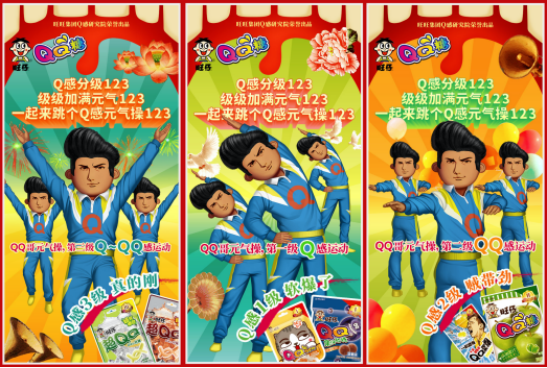 旺旺集团Q感研究院荣誉出品
旺旺
QQ糖
Q感分级123
级级加满元气123
一起来跳个Q感元气操123
QQ哥元气操,第三级Q~QQ感运动
Q感3级 真的刚
旺旺集团Q感研究院荣誉出品
旺旺
QQ糖
Q感分级123
级级加满元气123
一起来跳个Q感元气操123
QQ哥元气操,第一级Q感运动
Q感1级 软爆了
QQ
旺旺集团Q感研究院荣誉出品
旺旺
QQ糖
Q感分级123
级级加满元气123
一起来跳个Q感元气操123
QQ哥元气操,第二级QQ感运动
Q感2级 贼带劲
QQ